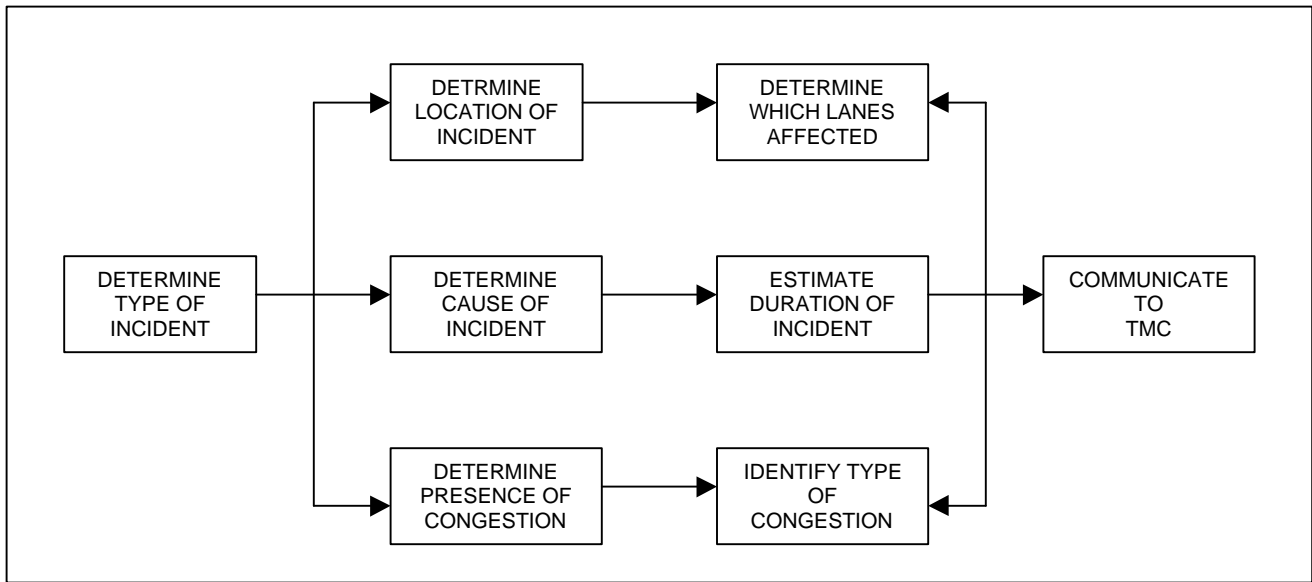 DETRMINE
LOCATION OF
INCIDENT
DETERMINE
WHICH LANES
AFFECTED
DETERMINE
TYPE OF
INCIDENT
DETERMINE
CAUSE OF
INCIDENT
ESTIMATE
DURATION OF
INCIDENT
COMMUNICATE
TO
TMC
DETERMINE
PRESENCE OF
CONGESTION
IDENTIFY TYPE
OF
CONGESTION